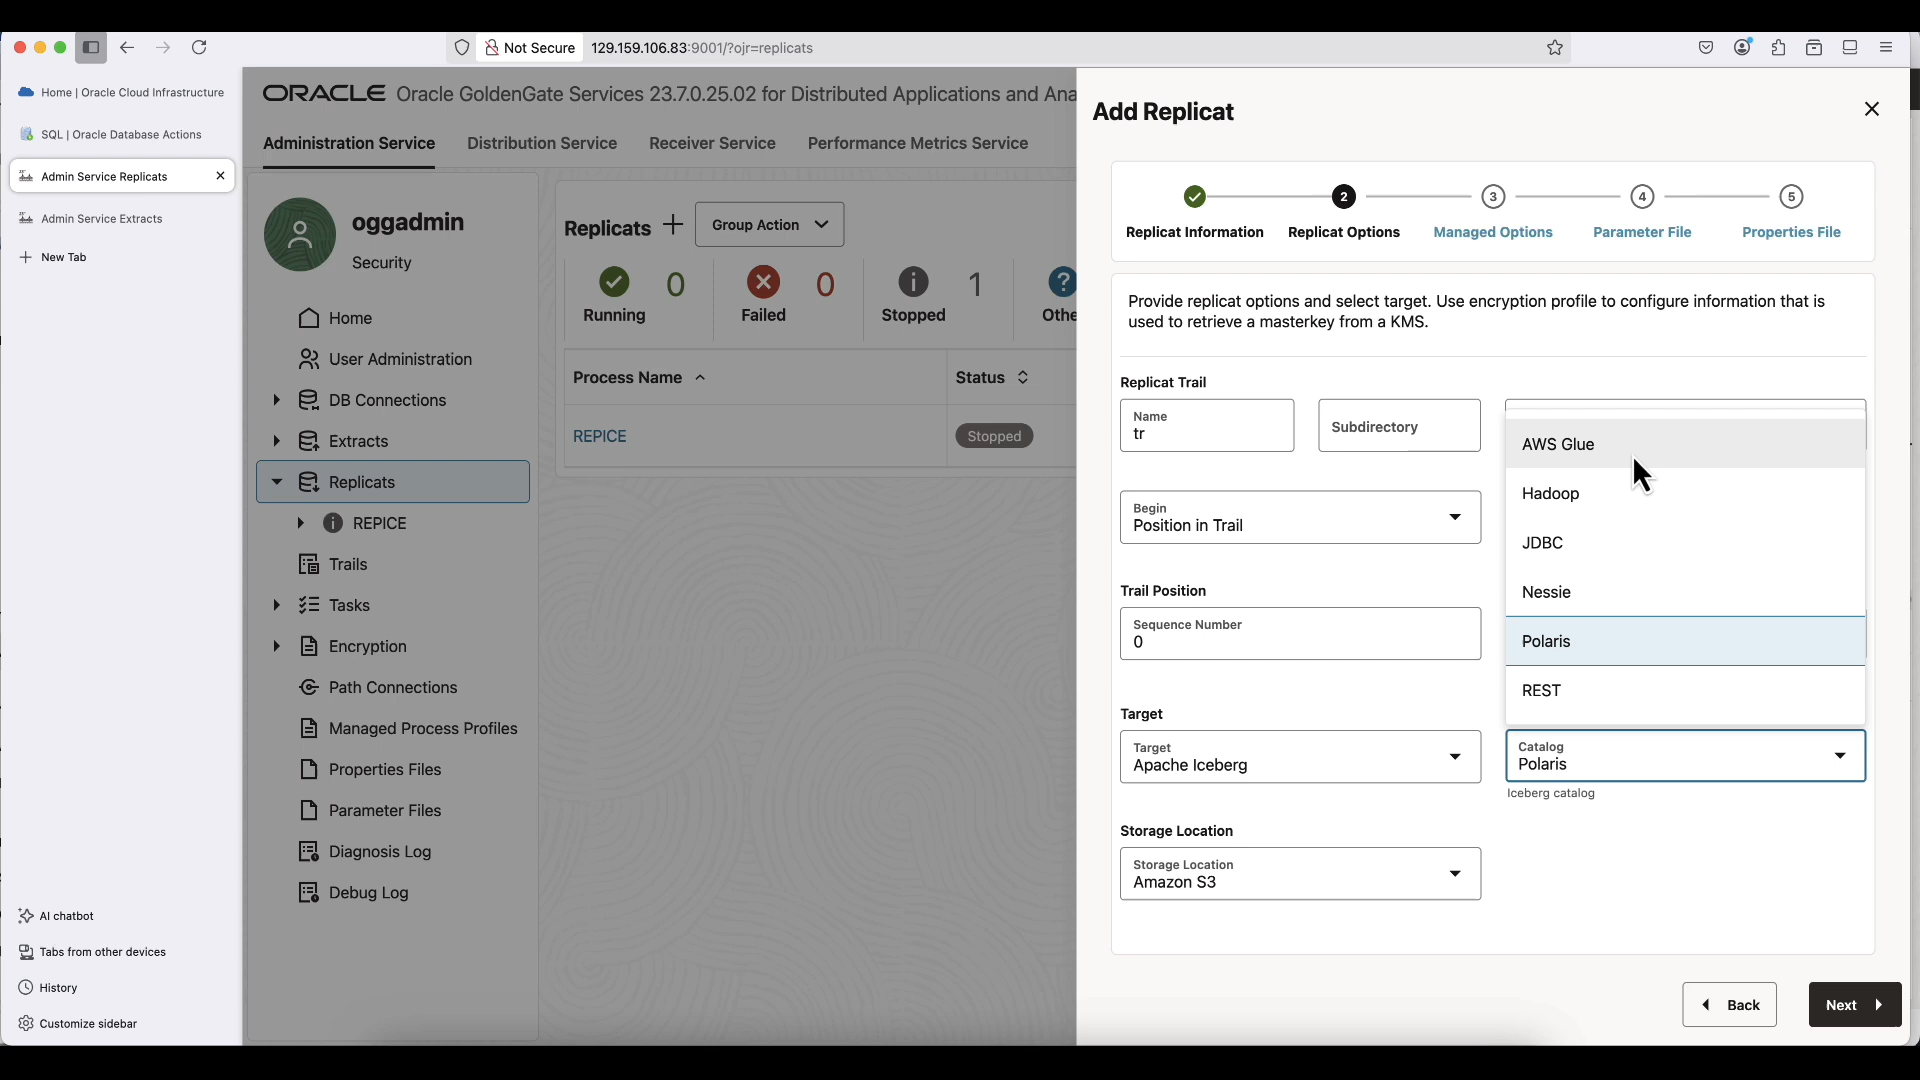 Not Secure
129.159.106.83:9001/?ojr=replicats
Home | Oracle Cloud Infrastructure
SQL | Oracle Database Actions
Admin Service Replicats
Admin Service Extracts
New Tab
AI chatbot
Tabs from other devices
History
Customize sidebar
ORACLE Oracle GoldenGate Services 23.7.0.25.02 for Distributed Applications and Ana
Administration Service
Distribution Service
Receiver Service
Performance Metrics Service
oggadmin
Security
Home
User Administration
DB Connections
Extracts
Replicats
REPICE
Trails
Tasks
Encryption
Path Connections
Managed Process Profiles
Properties Files
Parameter Files
Diagnosis Log
Debug Log
Replicats
Group Action
0
Running
0
Failed
1
Stopped
Othe
Process Name
Status
REPICE
Stopped
Add Replicat
2
3
4
5
Replicat Information
Replicat Options
Managed Options
Parameter File
Properties File
Provide replicat options and select target. Use encryption profile to configure information that is
used to retrieve a masterkey from a KMS.
Replicat Trail
Name
tr
Subdirectory
Begin
Position in Trail
Trail Position
Sequence Number
0
Target
Target
Apache Iceberg
AWS Glue
Hadoop
JDBC
Nessie
Polaris
REST
Catalog
Polaris
Iceberg catalog
Storage Location
Storage Location
Amazon S3
Back
Next